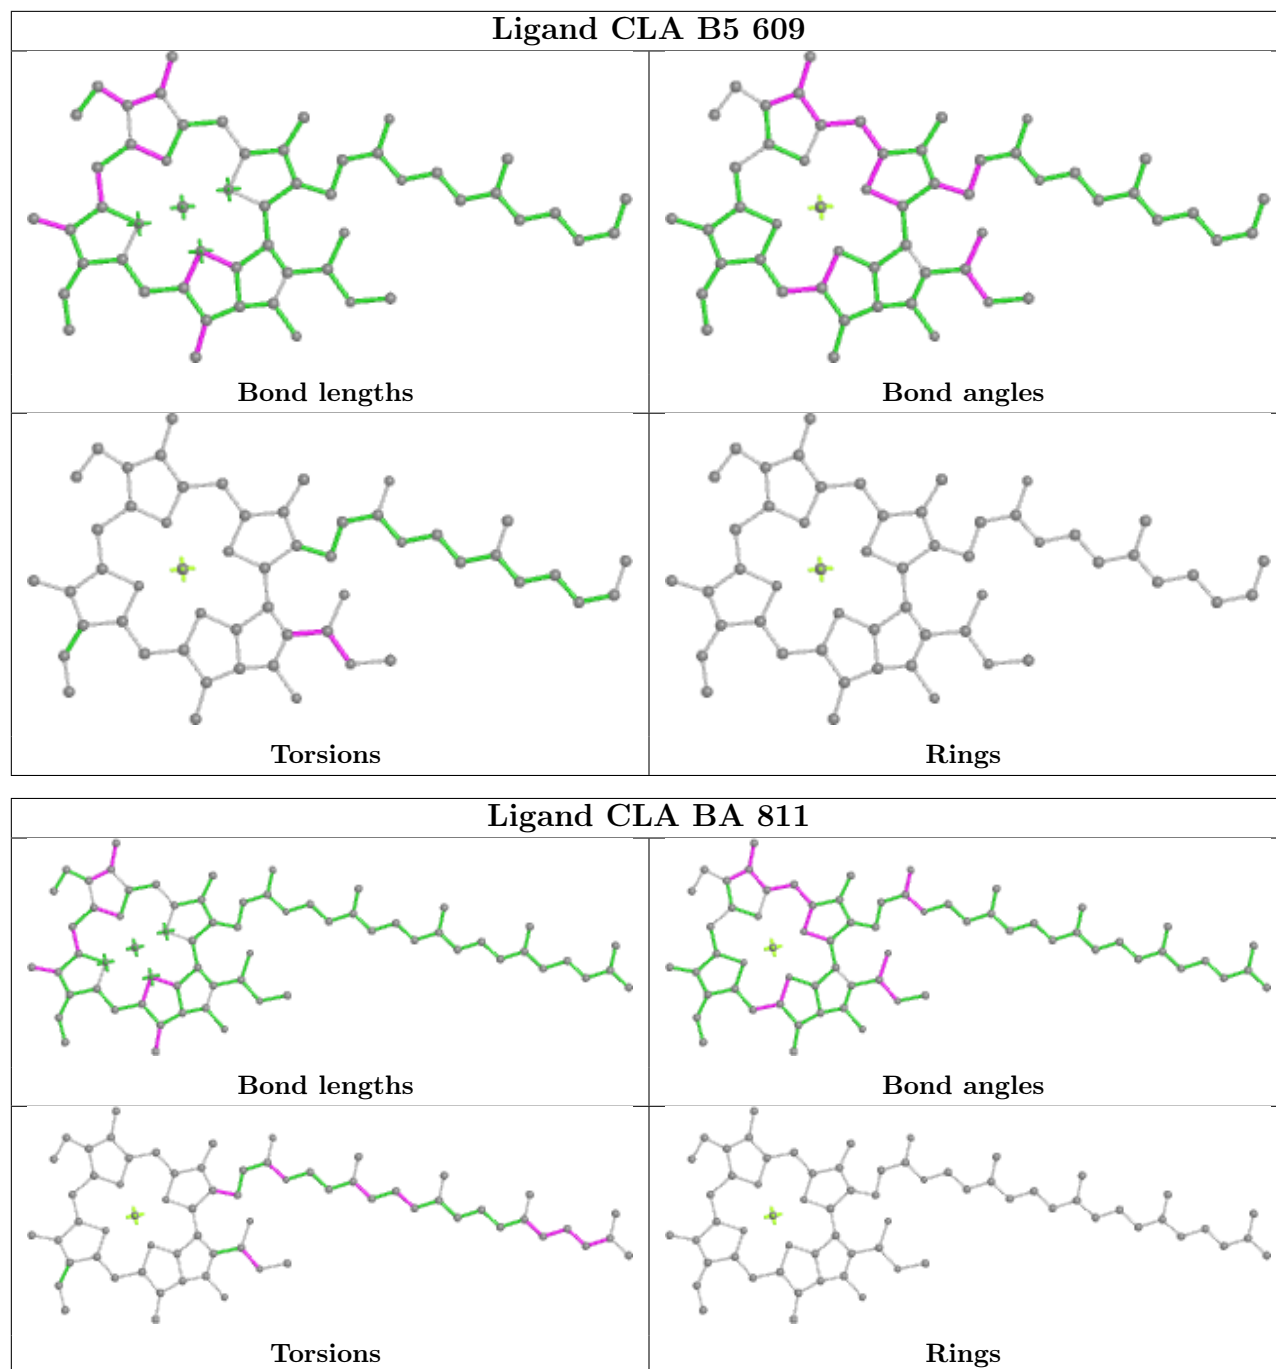 Ligand CLA B5 609
Bond lengths
Bond angles
Torsions
Rings
Ligand CLA BA 811
Bond lengths
Bond angles
Torsions
Rings